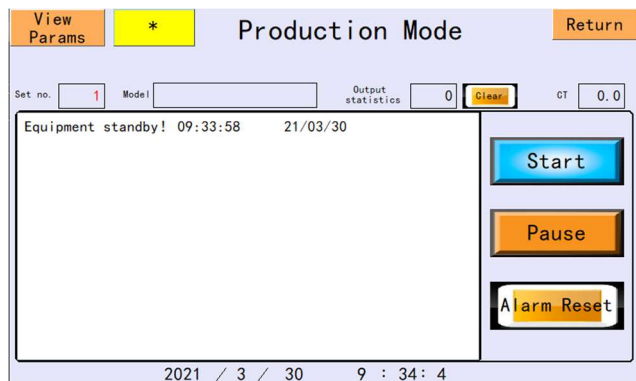 View Params
*
Production Mode
Return
Set no. 1
Model
Output statistics 0
Clear
CT 0.0
Equipment standby! 09:33:58 21/03/30
Start
Pause
Alarm Reset
2021 / 3 / 30 9 : 34: 4